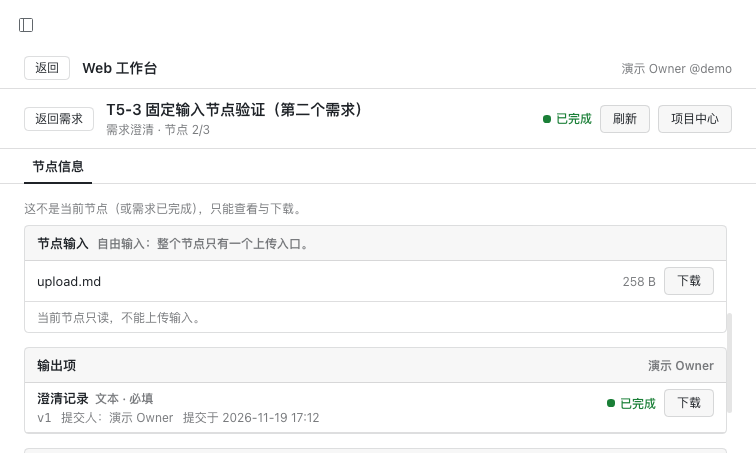 返回 Web 工作台 演示 Owner @demo
返回需求 T5-3 固定输入节点验证（第二个需求） 已完成 刷新 项目中心
需求澄清 · 节点 2/3
节点信息
这不是当前节点（或需求已完成），只能查看与下载。
节点输入 自由输入：整个节点只有一个上传入口。
upload.md 258 B 下载
当前节点只读，不能上传输入。
输出项 演示 Owner
澄清记录 文本 · 必填 已完成 下载
v1 提交人：演示 Owner 提交于 2026-11-19 17:12